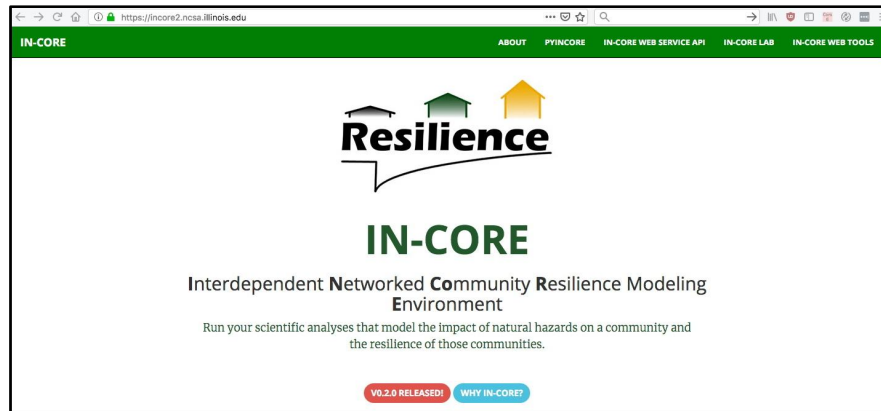 https://incore2.ncsa.illinois.edu
IN-CORE ABOUT PYINCORE IN-CORE WEB SERVICE API IN-CORE LAB IN-CORE WEB TOOLS
Resilience
IN-CORE
Interdependent Networked Community Resilience Modeling
Environment
Run your scientific analyses that model the impact of natural hazards on a community and
the resilience of those communities.
V0.2.0 RELEASED! WHY IN-CORE?